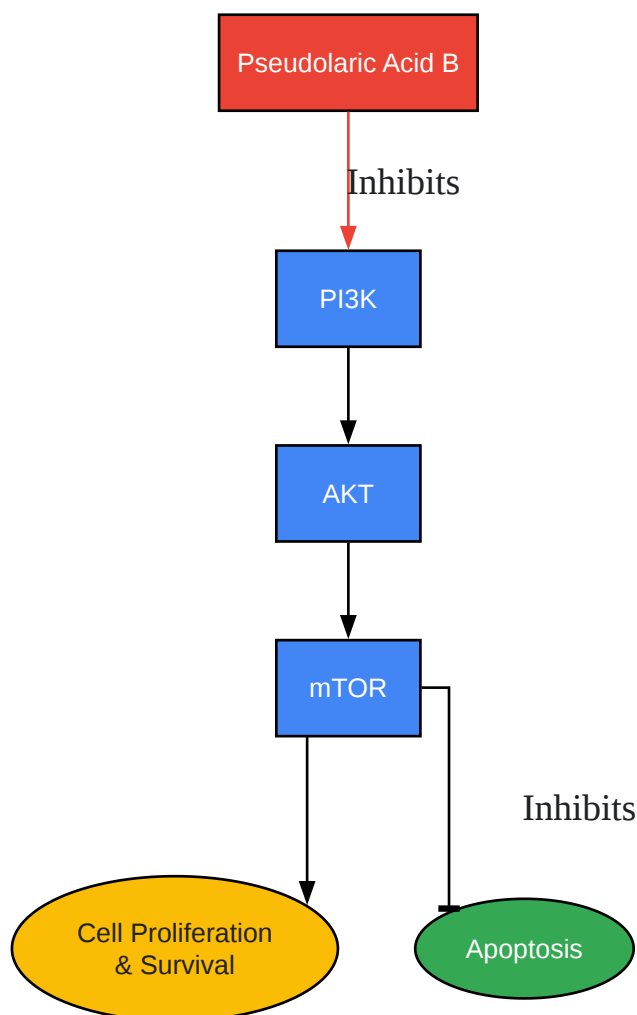 Pseudolaric Acid B
Inhibits
PI3K
AKT
mTOR
Inhibits
Cell Proliferation
& Survival
Apoptosis